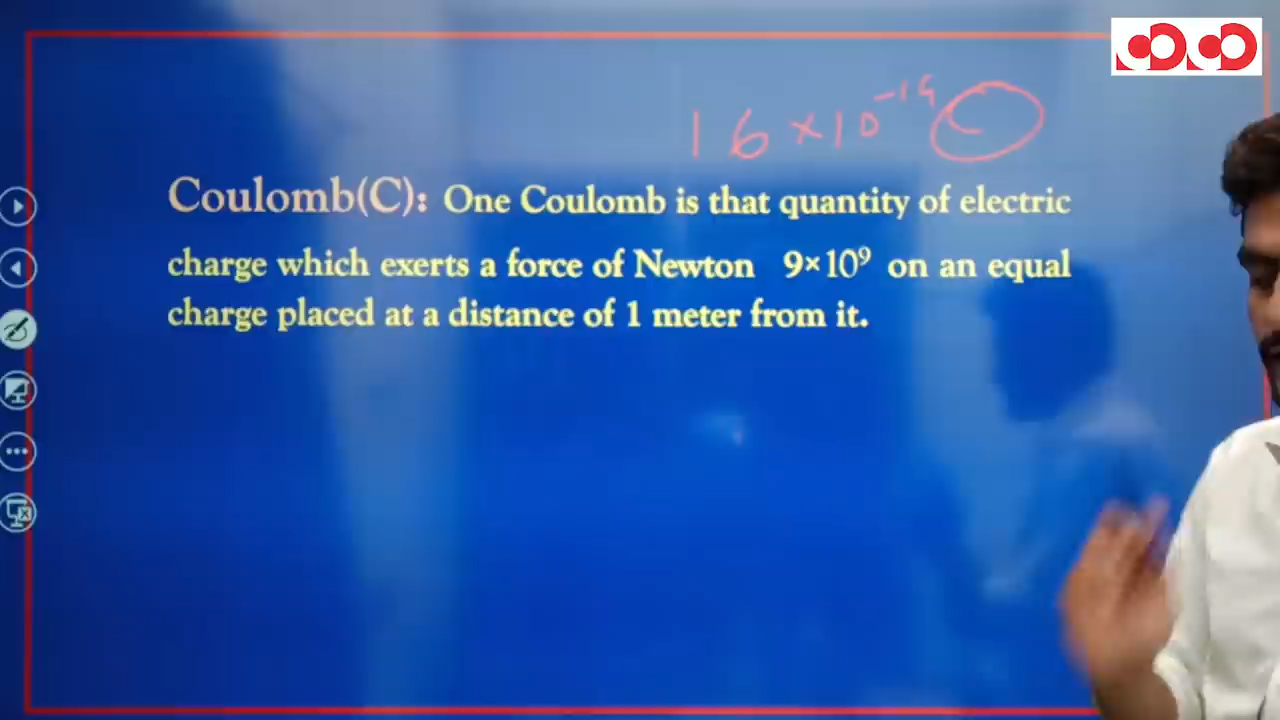 16×10⁻¹⁹ C
Coulomb(C): One Coulomb is that quantity of electric
charge which exerts a force of Newton 9×10⁹ on an equal
charge placed at a distance of 1 meter from it.